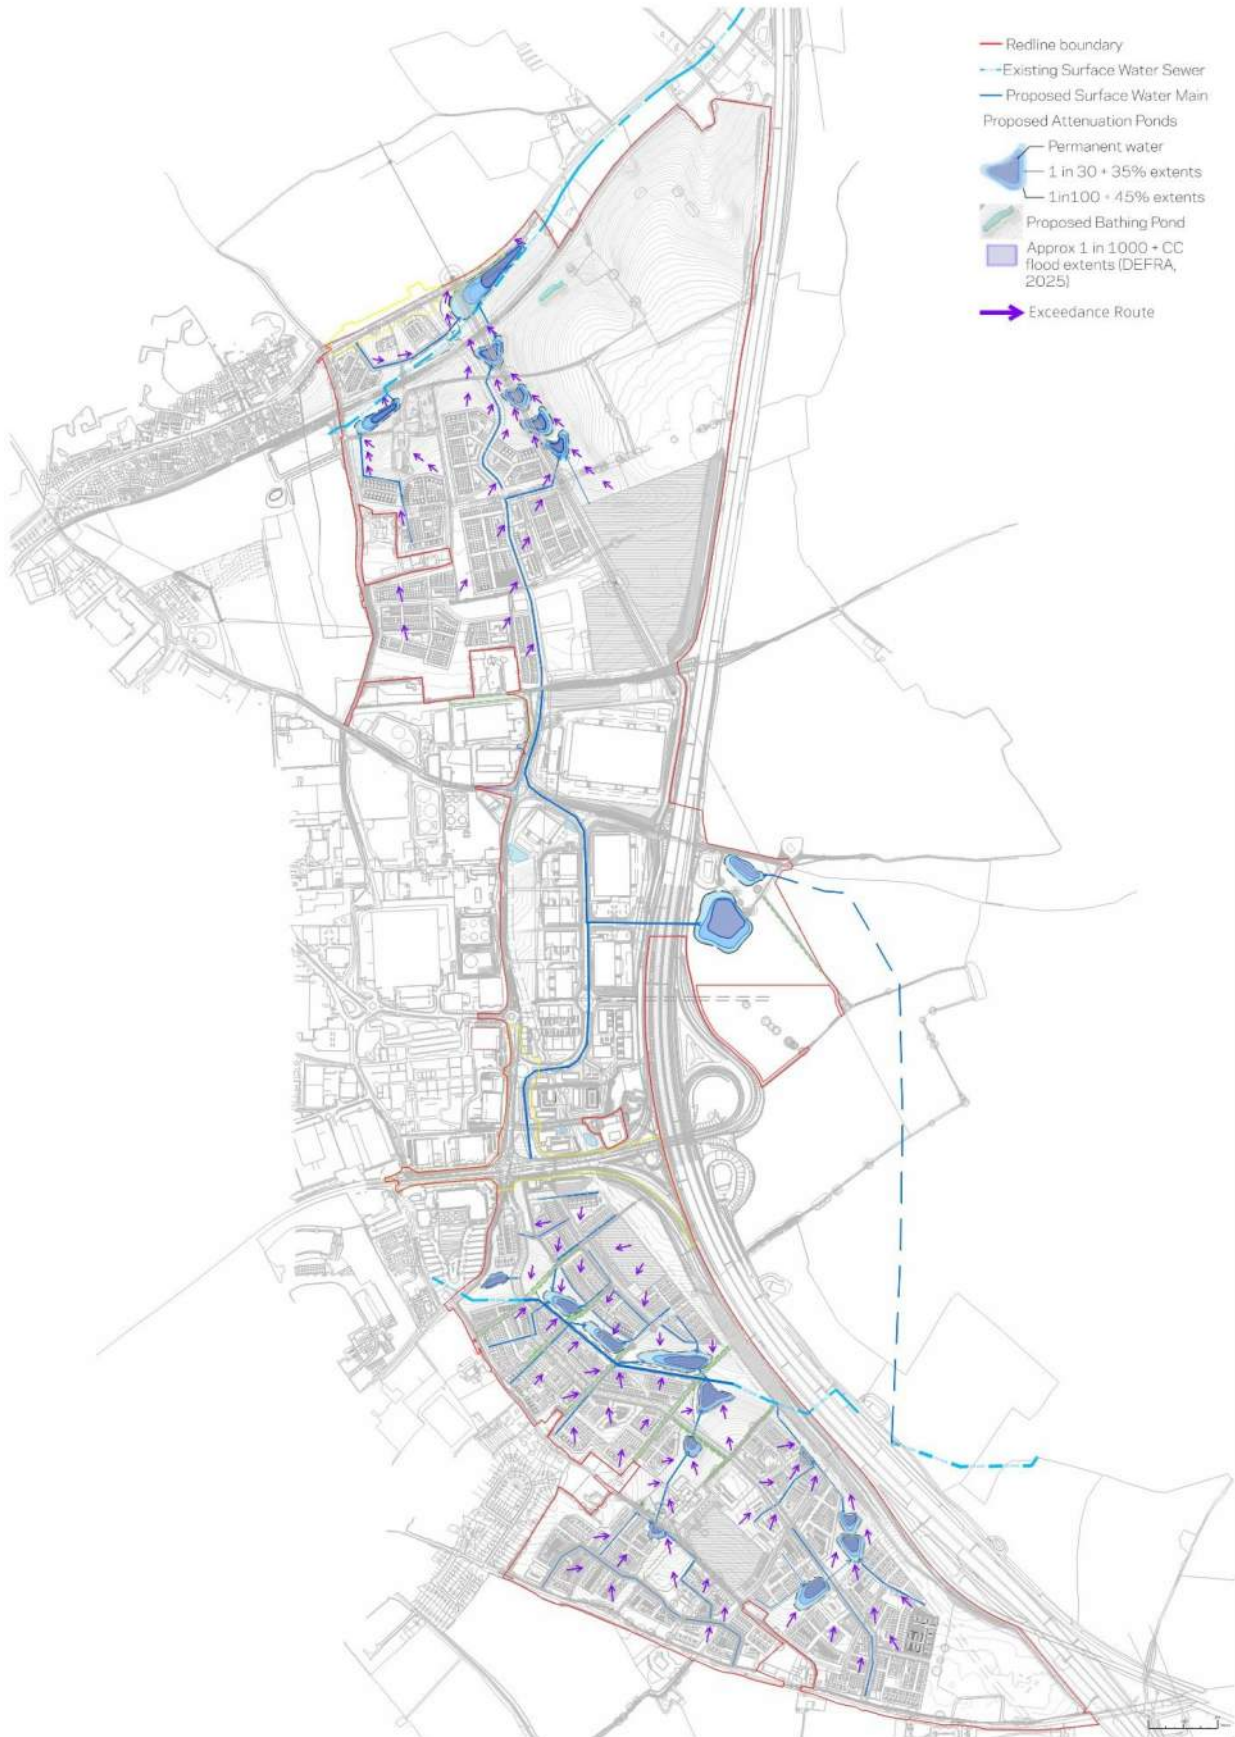 Redline boundary
Existing Surface Water Sewer
Proposed Surface Water Main
Proposed Attenuation Ponds
Permanent water
1 in 30 + 35% extents
1in100 + 45% extents
Proposed Bathing Pond
Approx 1 in 1000 + CC
flood extents (DEFRA,
2025)
Exceedance Route